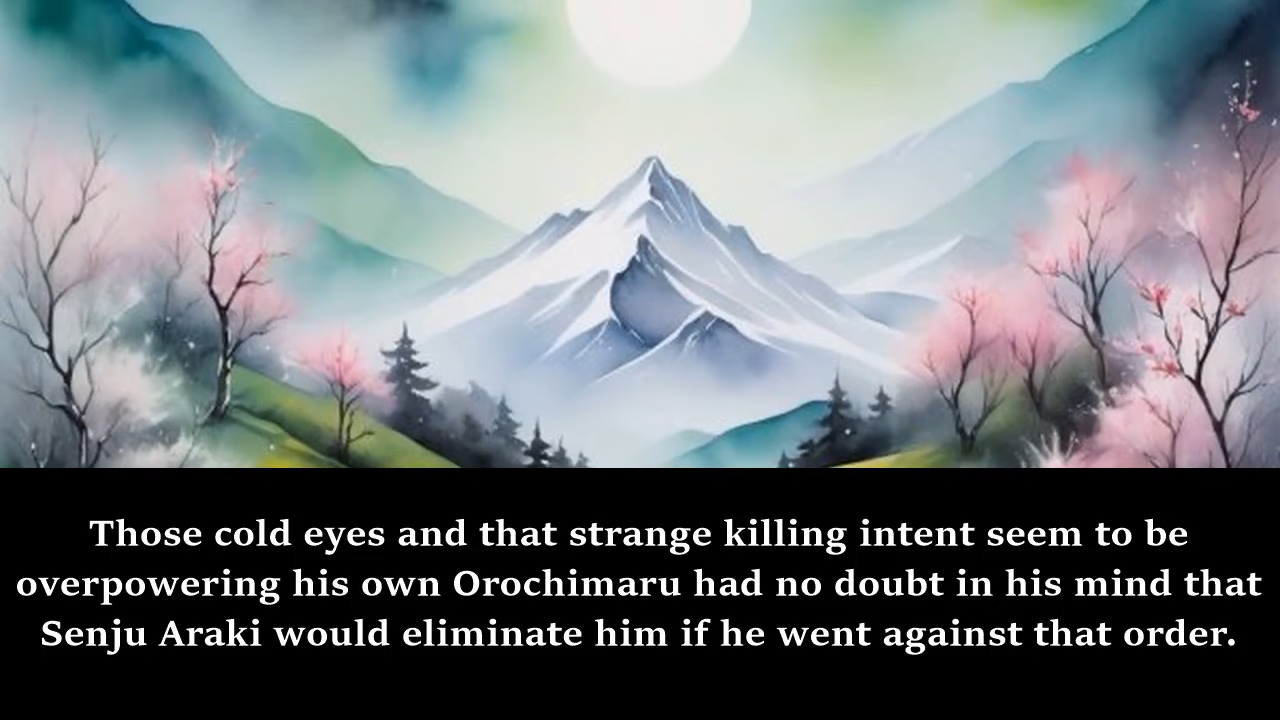 Those cold eyes and that strange killing intent seem to be
overpowering his own Orochimaru had no doubt in his mind that
Senju Araki would eliminate him if he went against that order.